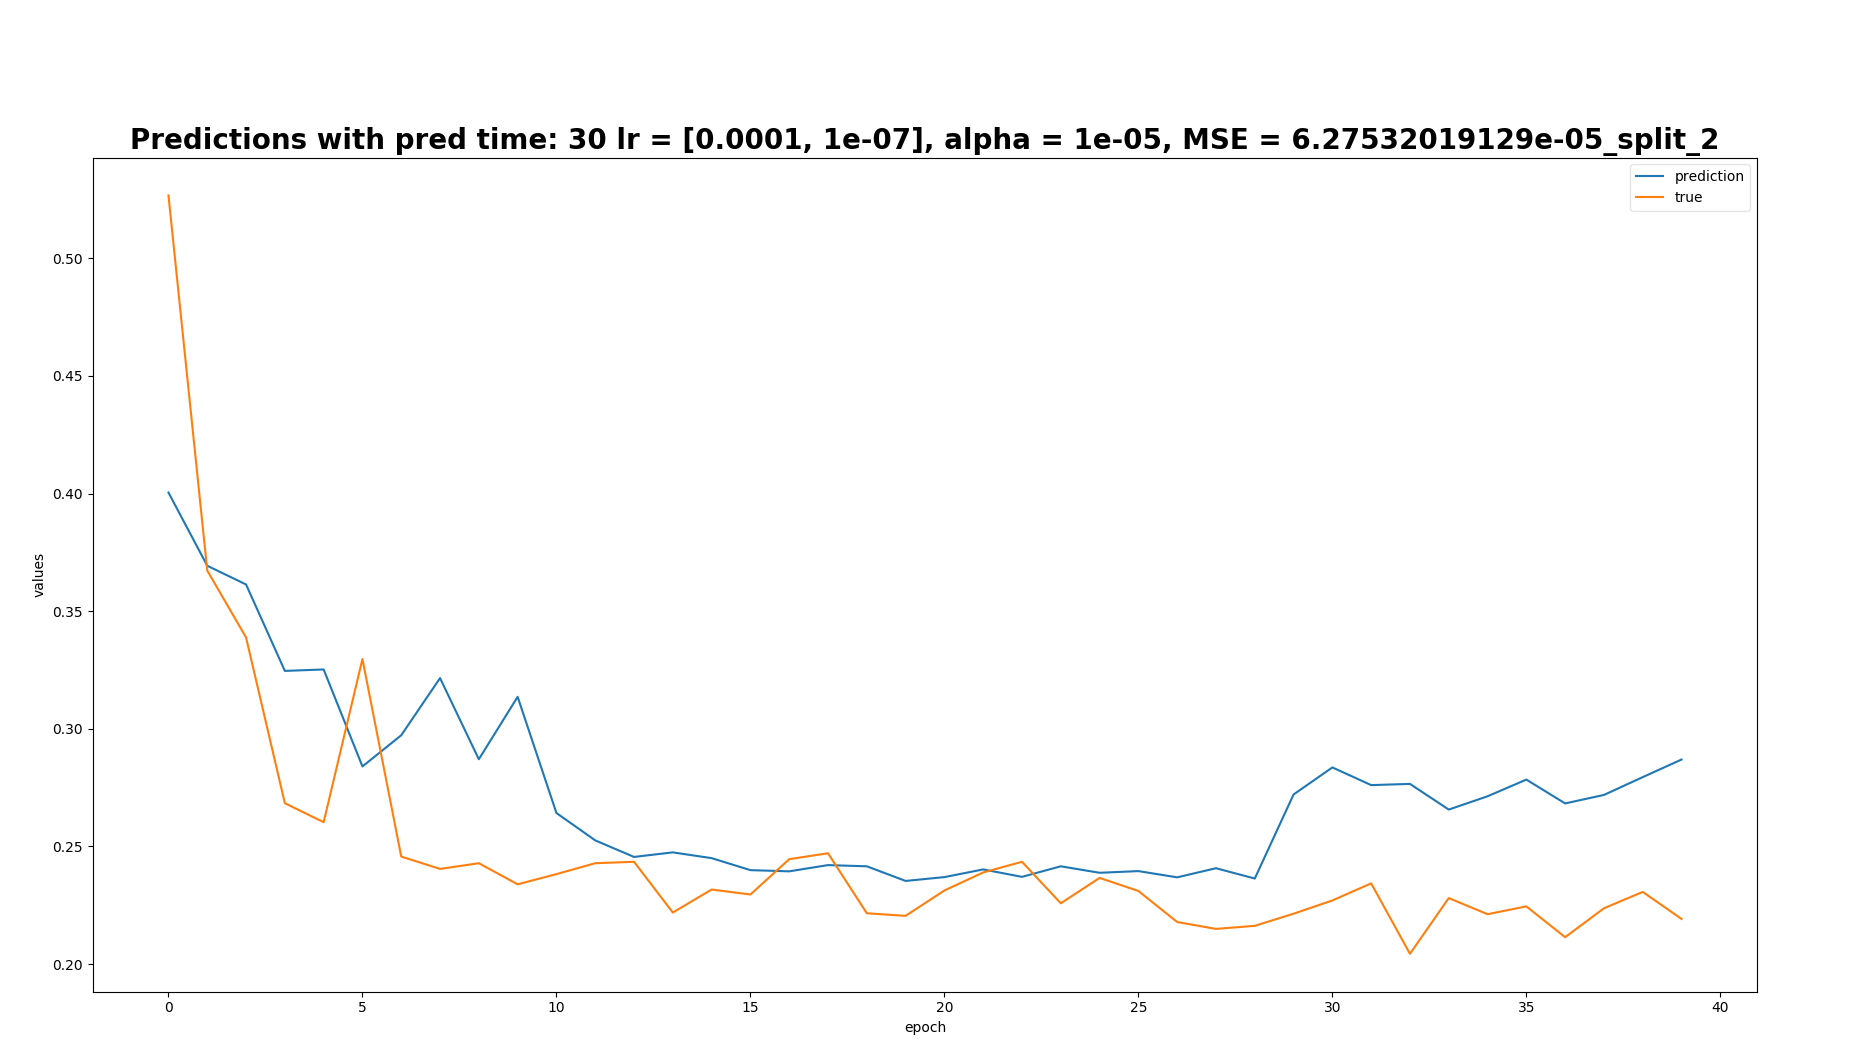 Predictions with pred time: 30 lr = [0.0001, 1e-07], alpha = 1e-05, MSE = 6.27532019129e-05_split_2
prediction
true
0.50
0.45
0.40
0.35
0.30
0.25
0.20
values
0 5 10 15 20 25 30 35 40
epoch